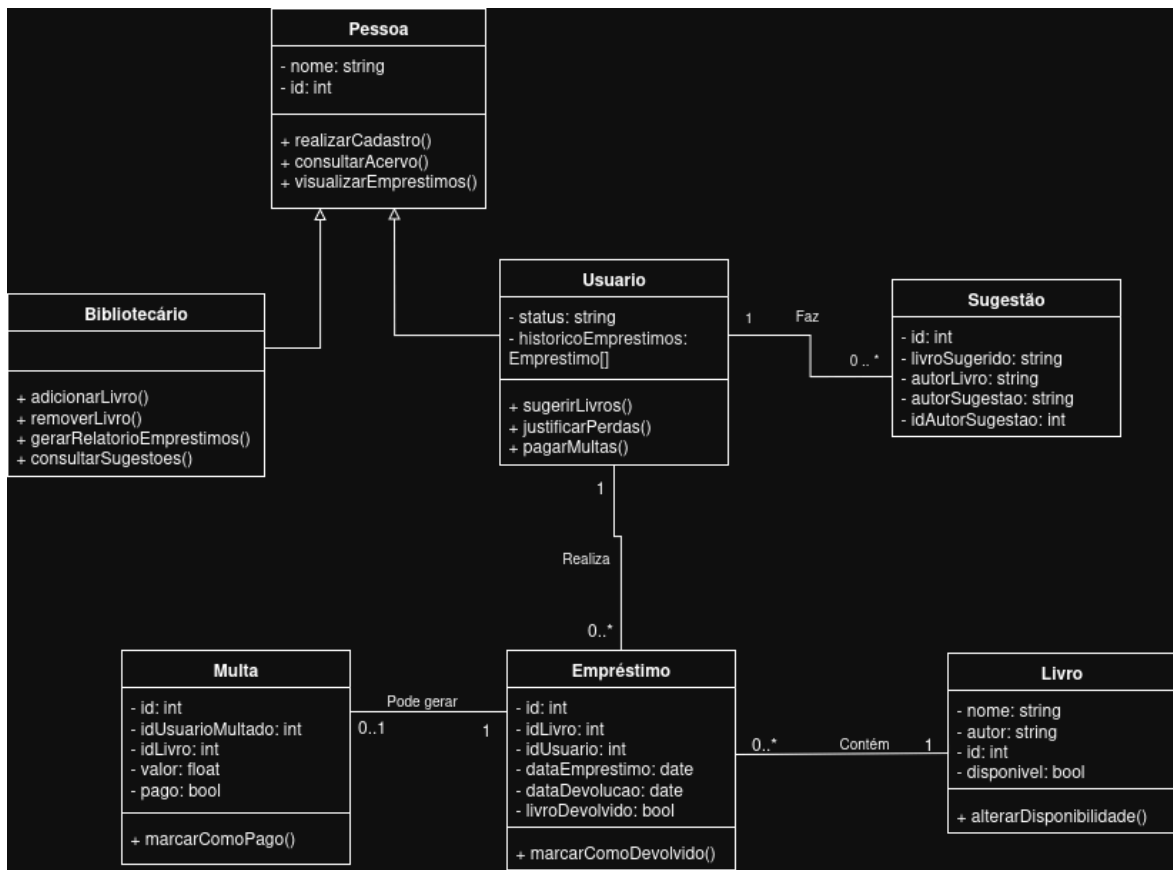 Pessoa
- nome: string
- id: int
+ realizarCadastro()
+ consultarAcervo()
+ visualizarEmprestimos()
Bibliotecário
+ adicionarLivro()
+ removerLivro()
+ gerarRelatorioEmprestimos()
+ consultarSugestoes()
Usuario
- status: string
- historicoEmprestimos:
Emprestimo[]
+ sugerirLivros()
+ justificarPerdas()
+ pagarMultas()
1
Faz
0 .. *
Sugestão
- id: int
- livroSugerido: string
- autorLivro: string
- autorSugestao: string
- idAutorSugestao: int
1
Realiza
0..*
Multa
- id: int
- idUsuarioMultado: int
- idLivro: int
- valor: float
- pago: bool
+ marcarComoPago()
Pode gerar
0..1
1
Empréstimo
- id: int
- idLivro: int
- idUsuario: int
- dataEmprestimo: date
- dataDevolucao: date
- livroDevolvido: bool
+ marcarComoDevolvido()
0..*
Contém
1
Livro
- nome: string
- autor: string
- id: int
- disponivel: bool
+ alterarDisponibilidade()